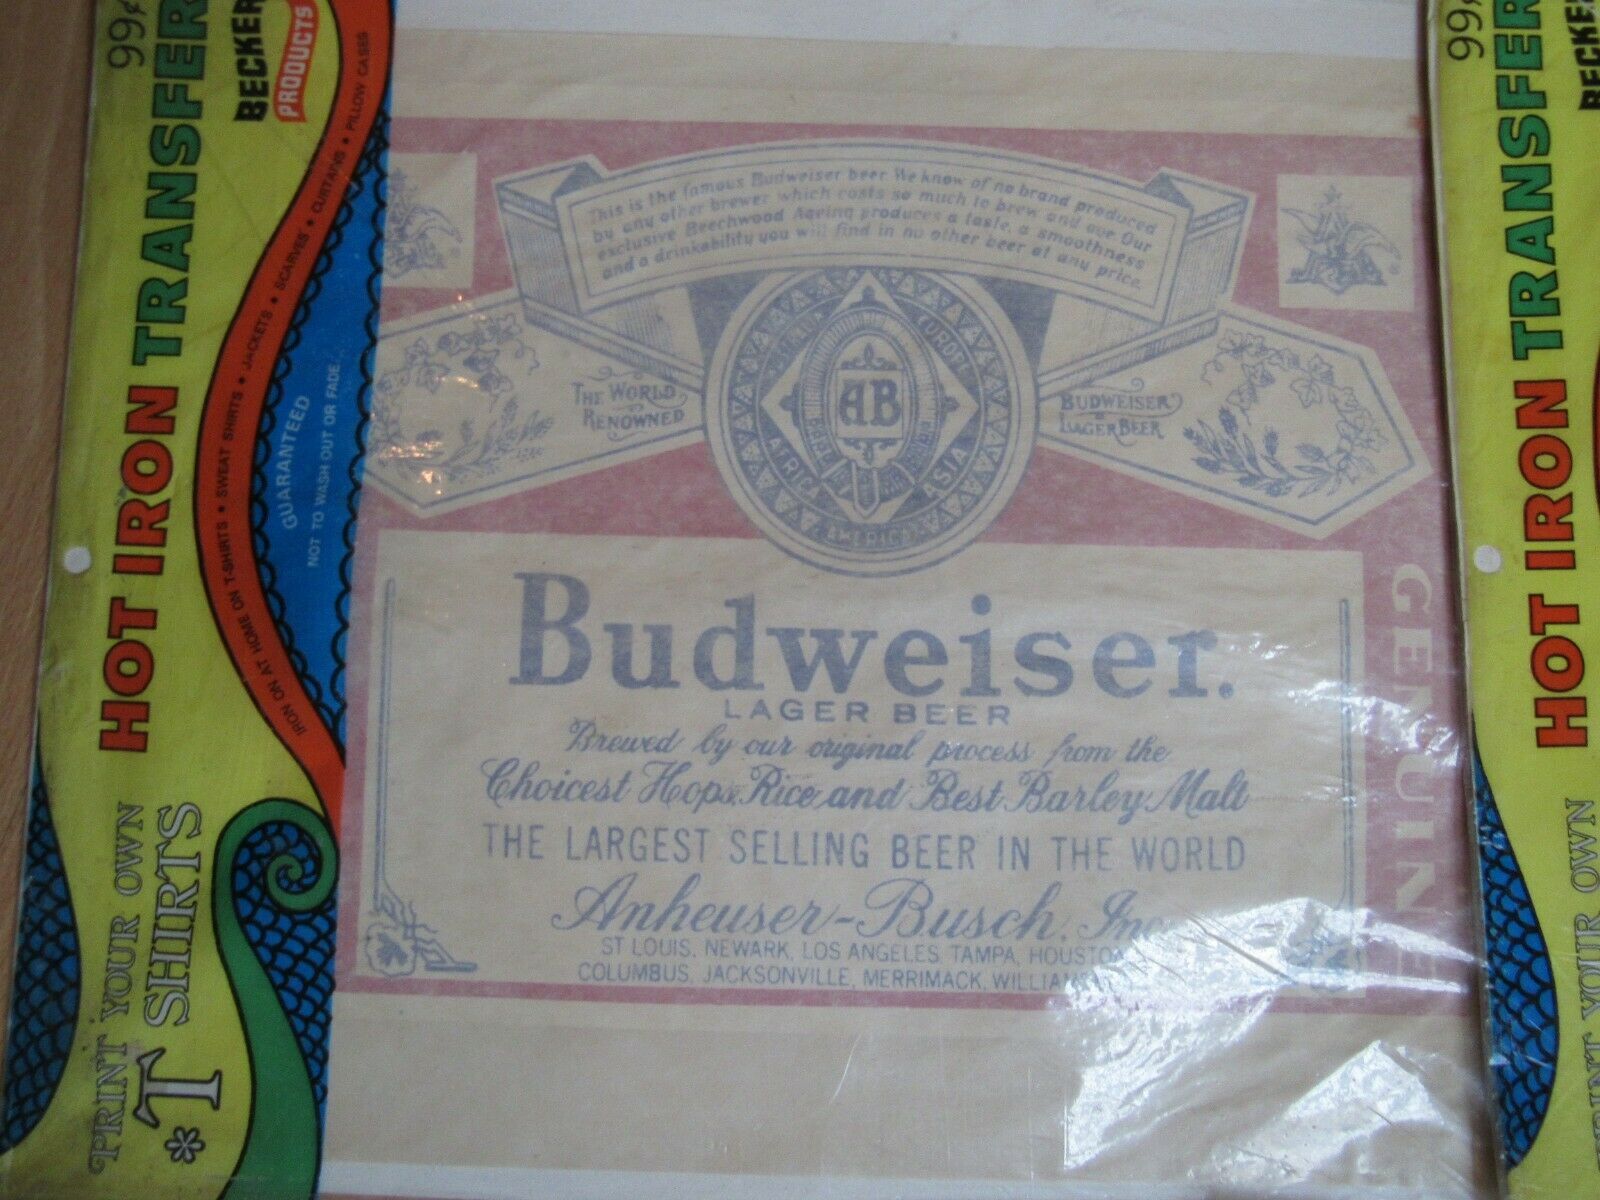 99¢
HOT IRON TRANSFER
BECKER
PRODUCTS
IRON ON AT HOME ON T-SHIRTS • SWEAT SHIRTS • JACKETS • SCARVES • CURTAINS • PILLOW CASES
GUARANTEED
NOT TO WASH OUT OR FADE
PRINT YOUR OWN
*T SHIRTS
This is the famous Budweiser beer. We know of no brand produced
by any other brewer which costs so much to brew and age. Our
exclusive Beechwood Ageing produces a taste, a smoothness
and a drinkability you will find in no other beer at any price.
THE WORLD
RENOWNED
BUDWEISER
LAGER BEER
EUROPE
ASIA
AMERICA
AFRICA
AB
Budweiser.
LAGER BEER
Brewed by our original process from the
Choicest Hops, Rice and Best Barley Malt
THE LARGEST SELLING BEER IN THE WORLD
Anheuser-Busch, Inc.
ST LOUIS, NEWARK, LOS ANGELES, TAMPA, HOUSTON
COLUMBUS, JACKSONVILLE, MERRIMACK,
GENUIN
99¢
HOT IRON TRANSFER
BECKER
PRINT YOUR OWN